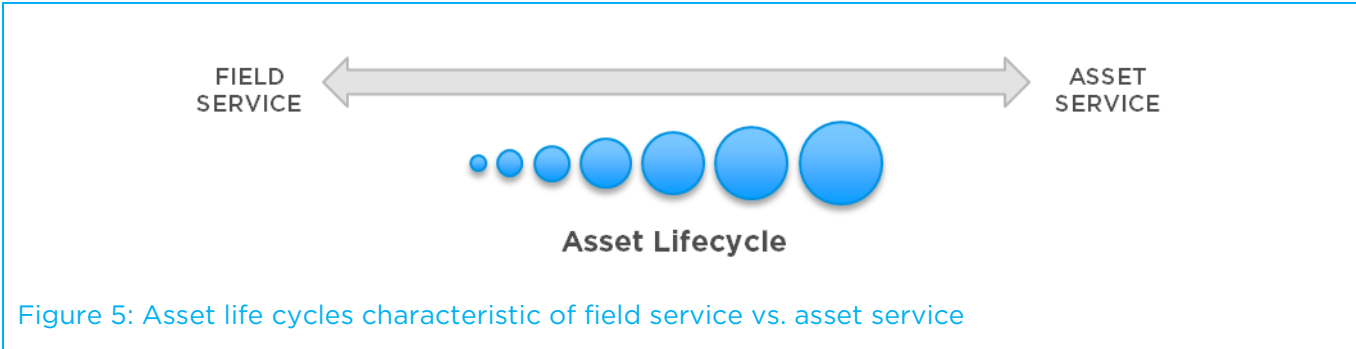 FIELD
SERVICE
ASSET
SERVICE
Asset Lifecycle
Figure 5: Asset life cycles characteristic of field service vs. asset service